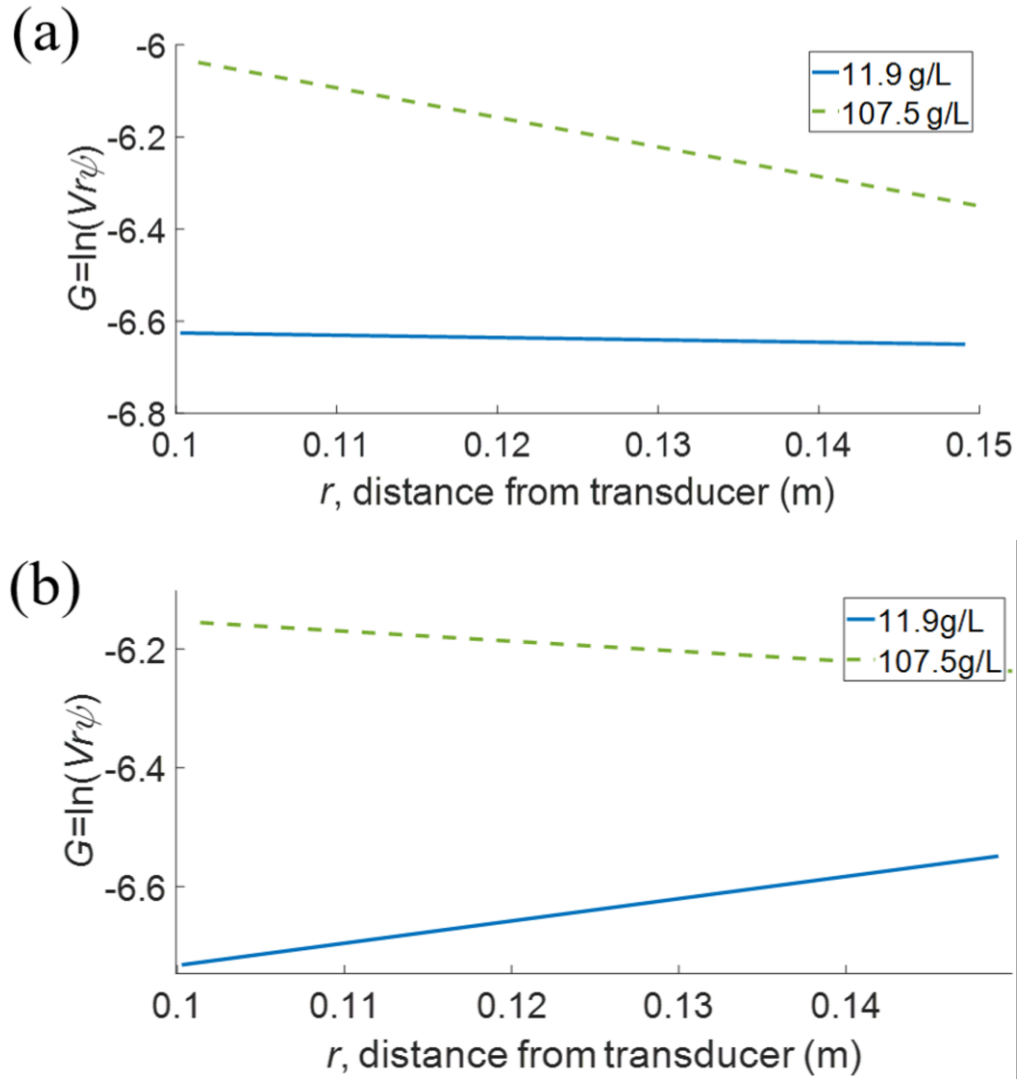 (a)
-6
-6.2
-6.4
-6.6
-6.8
G=ln(Vrψ)
11.9 g/L
107.5 g/L
0.1 0.11 0.12 0.13 0.14 0.15
r, distance from transducer (m)
(b)
-6.2
-6.4
-6.6
G=ln(Vrψ)
11.9g/L
107.5g/L
0.1 0.11 0.12 0.13 0.14
r, distance from transducer (m)